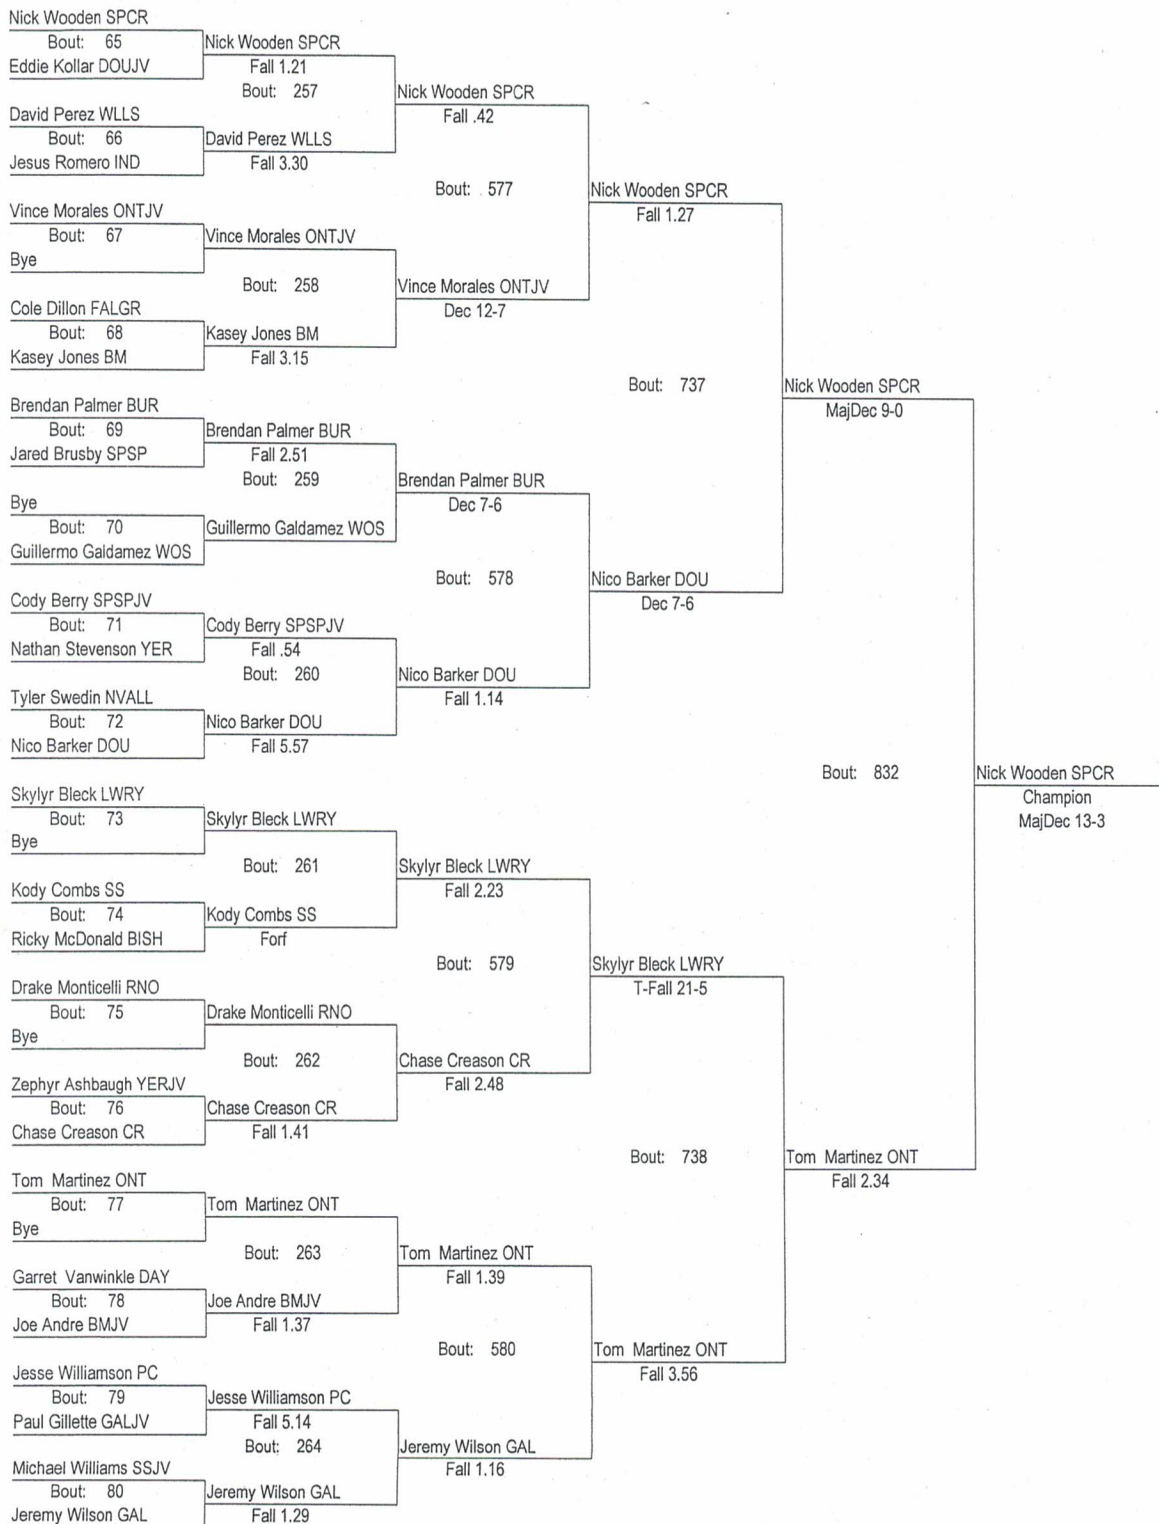 Nick Wooden SPCR
Bout: 65
Eddie Kollar DOUJV
David Perez WLLS
Bout: 66
Jesus Romero IND
Vince Morales ONTJV
Bout: 67
Bye
Cole Dillon FALGR
Bout: 68
Kasey Jones BM
Brendan Palmer BUR
Bout: 69
Jared Brusby SPSP
Bye
Bout: 70
Guillermo Galdamez WOS
Cody Berry SPSPJV
Bout: 71
Nathan Stevenson YER
Tyler Swedin NVALL
Bout: 72
Nico Barker DOU
Skylyr Bleck LWRY
Bout: 73
Bye
Kody Combs SS
Bout: 74
Ricky McDonald BISH
Drake Monticelli RNO
Bout: 75
Bye
Zephyr Ashbaugh YERJV
Bout: 76
Chase Creason CR
Tom Martinez ONT
Bout: 77
Bye
Garret Vanwinkle DAY
Bout: 78
Joe Andre BMJV
Jesse Williamson PC
Bout: 79
Paul Gillette GALJV
Michael Williams SSJV
Bout: 80
Jeremy Wilson GAL
Nick Wooden SPCR
Fall 1.21
Bout: 257
David Perez WLLS
Fall 3.30
Vince Morales ONTJV
Bout: 258
Kasey Jones BM
Fall 3.15
Brendan Palmer BUR
Fall 2.51
Bout: 259
Guillermo Galdamez WOS
Cody Berry SPSPJV
Fall .54
Bout: 260
Nico Barker DOU
Fall 5.57
Skylyr Bleck LWRY
Bout: 261
Kody Combs SS
Forf
Drake Monticelli RNO
Bout: 262
Chase Creason CR
Fall 1.41
Tom Martinez ONT
Bout: 263
Joe Andre BMJV
Fall 1.37
Jesse Williamson PC
Fall 5.14
Bout: 264
Jeremy Wilson GAL
Fall 1.29
Nick Wooden SPCR
Fall .42
Bout: 577
Vince Morales ONTJV
Dec 12-7
Brendan Palmer BUR
Dec 7-6
Bout: 578
Nico Barker DOU
Fall 1.14
Skylyr Bleck LWRY
Fall 2.23
Bout: 579
Chase Creason CR
Fall 2.48
Tom Martinez ONT
Fall 1.39
Bout: 580
Jeremy Wilson GAL
Fall 1.16
Nick Wooden SPCR
Fall 1.27
Bout: 737
Nico Barker DOU
Dec 7-6
Skylyr Bleck LWRY
T-Fall 21-5
Bout: 738
Tom Martinez ONT
Fall 3.56
Nick Wooden SPCR
MajDec 9-0
Bout: 832
Tom Martinez ONT
Fall 2.34
Nick Wooden SPCR
Champion
MajDec 13-3